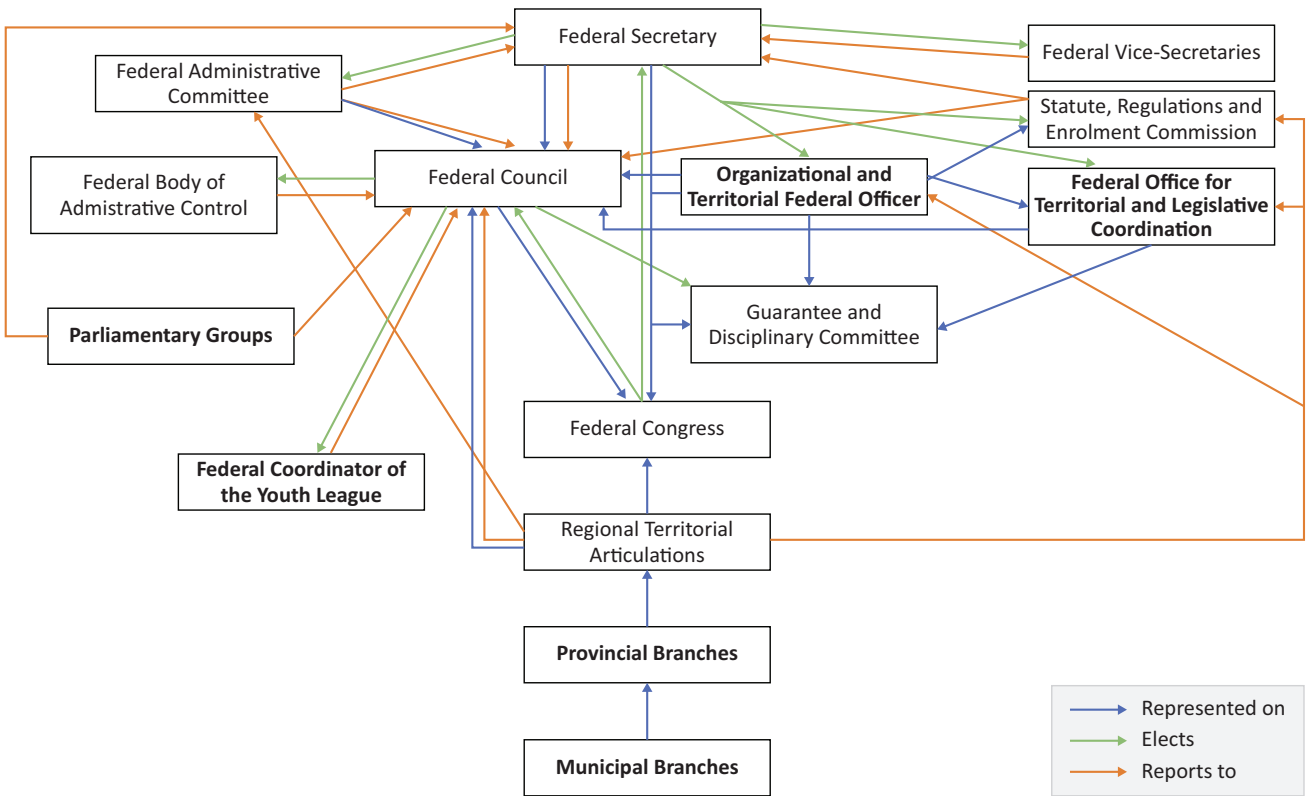 Federal Secretary
Federal Vice-Secretaries
Federal Administrative
Committee
Statute, Regulations and
Enrolment Commission
Federal Council
Organizational and
Territorial Federal Officer
Federal Office for
Territorial and Legislative
Coordination
Federal Body of
Admistrative Control
Guarantee and
Disciplinary Committee
Parliamentary Groups
Federal Congress
Federal Coordinator of
the Youth League
Regional Territorial
Articulations
Provincial Branches
Municipal Branches
Represented on
Elects
Reports to